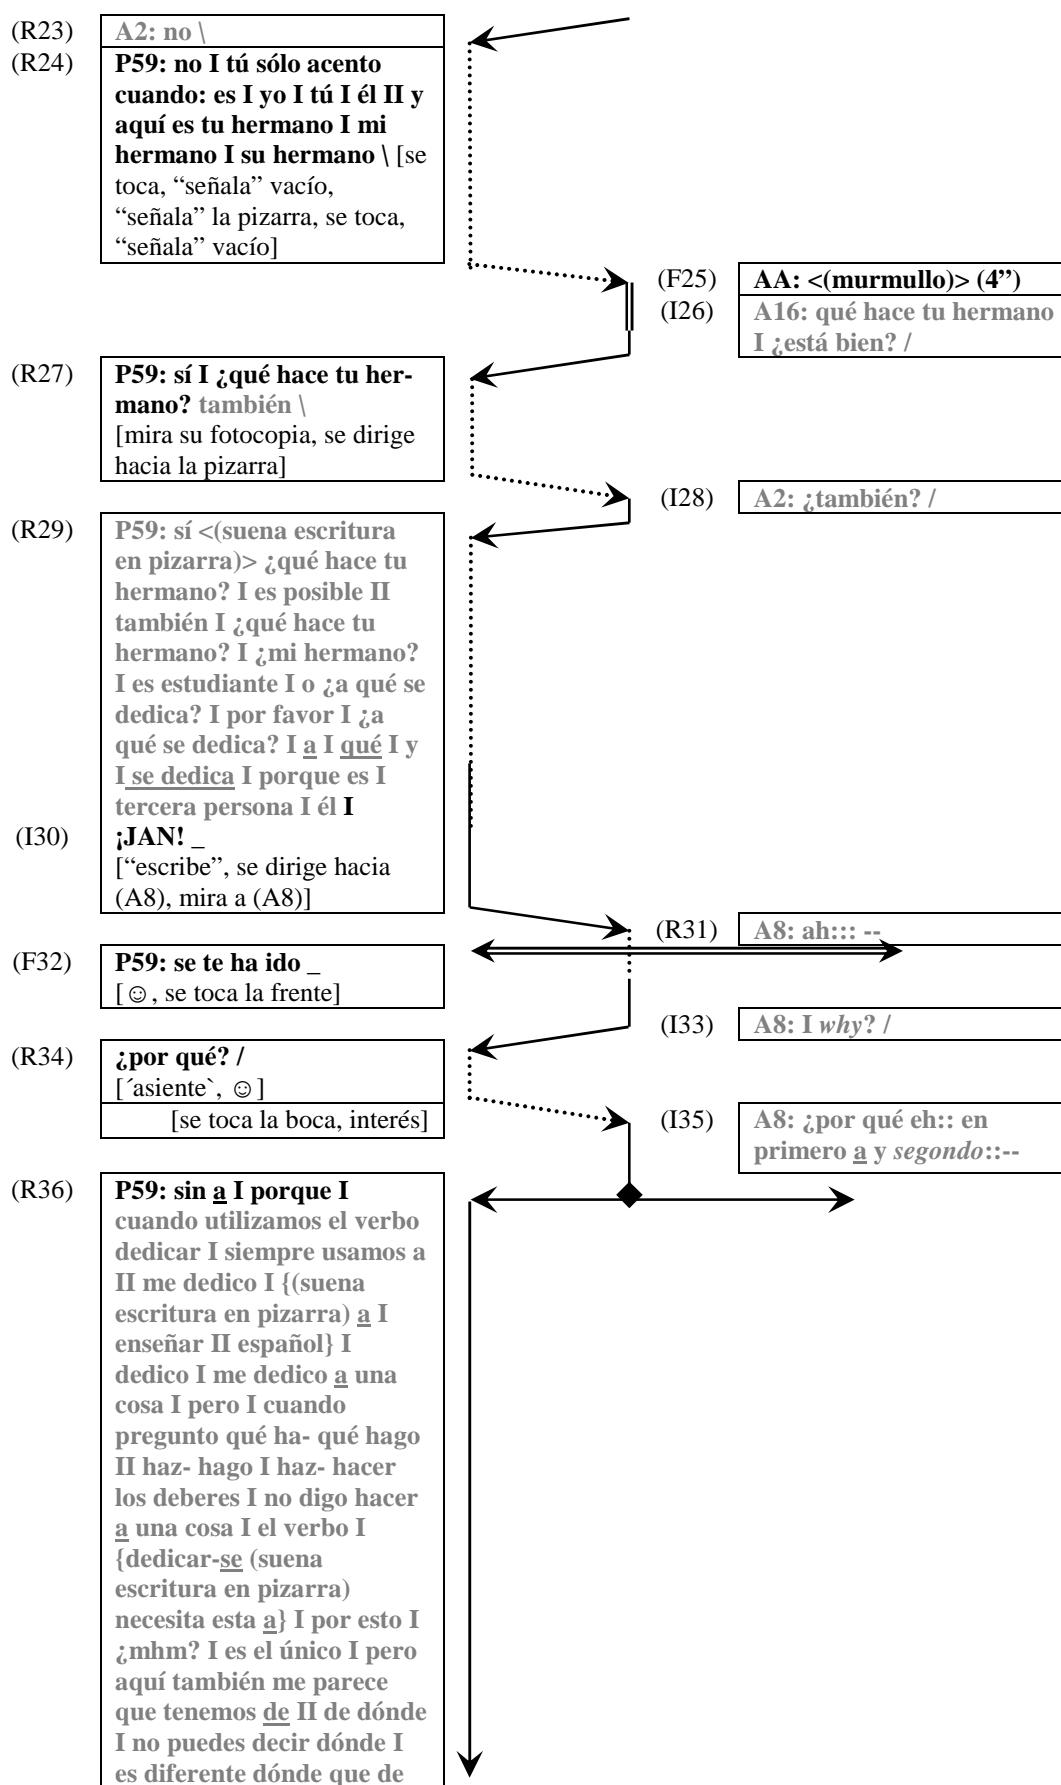 (R23) A2: no \
(R24) P59: no I tú sólo acento
cuando: es I yo I tú I él II y
aquí es tu hermano I mi
hermano I su hermano \ [se
toca, “señala” vacío,
“señala” la pizarra, se toca,
“señala” vacío]
(F25) AA: <(murmullo)> (4”)
(I26) A16: qué hace tu hermano
I ¿está bien? /
(R27) P59: sí I ¿qué hace tu her-
mano? también \
[mira su fotocopia, se dirige
hacia la pizarra]
(I28) A2: ¿también? /
(R29) P59: sí <(suena escritura
en pizarra)> ¿qué hace tu
hermano? I es posible II
también I ¿qué hace tu
hermano? I ¿mi hermano?
I es estudiante I o ¿a qué se
dedica? I por favor I ¿a
qué se dedica? I a I qué I y
I se dedica I porque es I
tercera persona I él I
(I30) ¡JAN! _
[“escribe”, se dirige hacia
(A8), mira a (A8)]
(R31) A8: ah::: --
(F32) P59: se te ha ido _
[☺, se toca la frente]
(I33) A8: I why? /
(R34) ¿por qué? /
[´asiente`, ☺]
[se toca la boca, interés]
(I35) A8: ¿por qué eh:: en
primero a y segondo::--
(R36) P59: sin a I porque I
cuando utilizamos el verbo
dedicar I siempre usamos a
II me dedico I {(suena
escritura en pizarra) a I
enseñar II español} I
dedico I me dedico a una
cosa I pero I cuando
pregunto qué ha- qué hago
II haz- hago I haz- hacer
los deberes I no digo hacer
a una cosa I el verbo I
{dedicar-se (suena
escritura en pizarra)
necesita esta a} I por esto I
¿mhm? I es el único I pero
aquí también me parece
que tenemos de II de dónde
I no puedes decir dónde I
es diferente dónde que de